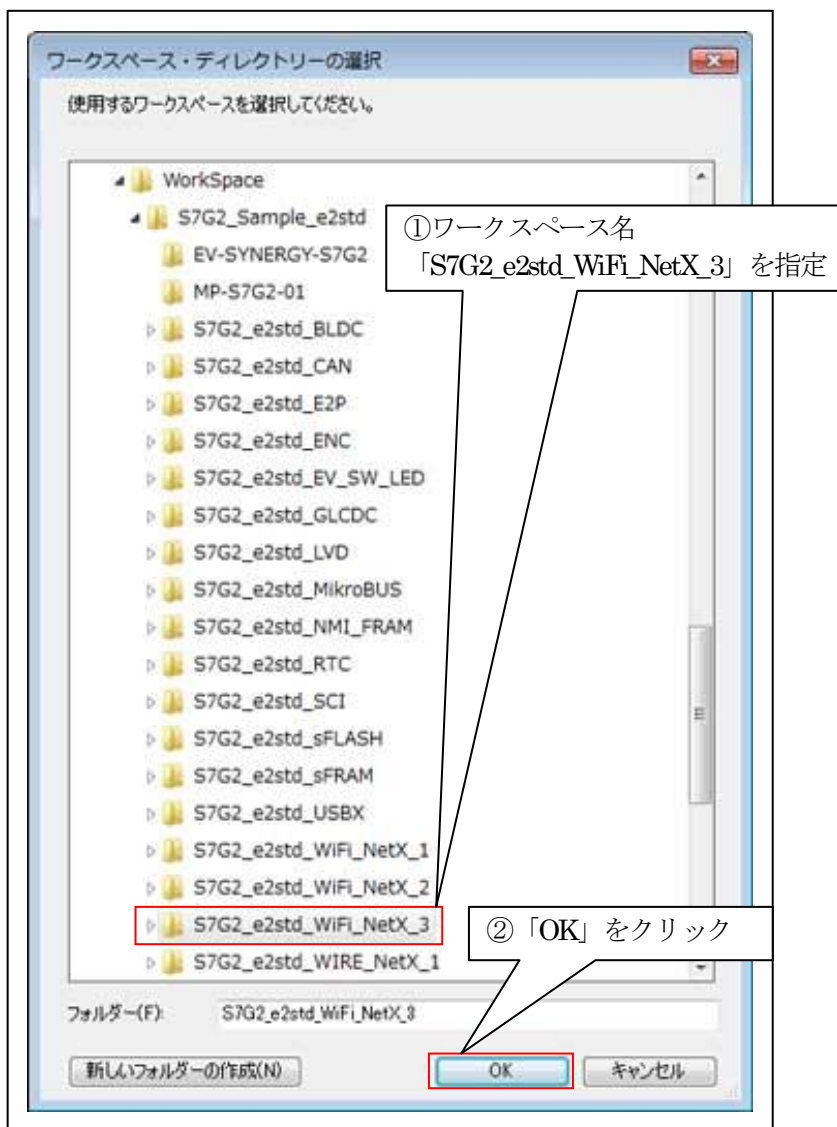 ワークスペース・ディレクトリーの選択
使用するワークスペースを選択してください。
WorkSpace
S7G2_Sample_e2std
EV-SYNERGY-S7G2
MP-S7G2-01
S7G2_e2std_BLDC
S7G2_e2std_CAN
S7G2_e2std_E2P
S7G2_e2std_ENC
S7G2_e2std_EV_SW_LED
S7G2_e2std_GLCDC
S7G2_e2std_LVD
S7G2_e2std_MikroBUS
S7G2_e2std_NMI_FRAM
S7G2_e2std_RTC
S7G2_e2std_SCI
S7G2_e2std_sFLASH
S7G2_e2std_sFRAM
S7G2_e2std_USBX
S7G2_e2std_WiFi_NetX_1
S7G2_e2std_WiFi_NetX_2
S7G2_e2std_WiFi_NetX_3
S7G2_e2std_WIRE_NetX_1
①ワークスペース名
「S7G2_e2std_WiFi_NetX_3」を指定
②「OK」をクリック
フォルダー(F): S7G2_e2std_WiFi_NetX_3
新しいフォルダーの作成(N) OK キャンセル